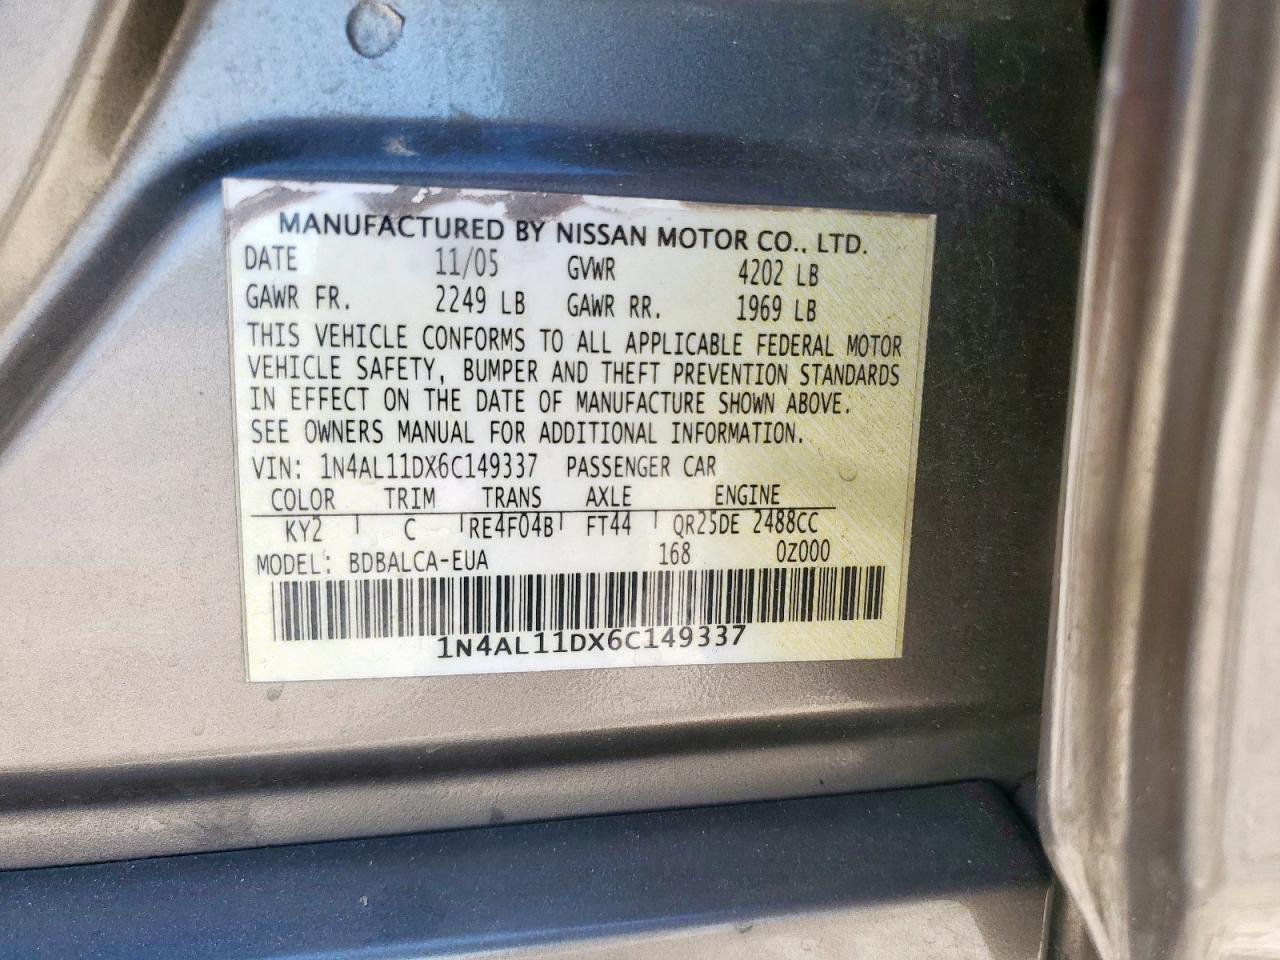 MANUFACTURED BY NISSAN MOTOR CO., LTD.
DATE 11/05 GVWR 4202 LB
GAWR FR. 2249 LB GAWR RR. 1969 LB
THIS VEHICLE CONFORMS TO ALL APPLICABLE FEDERAL MOTOR
VEHICLE SAFETY, BUMPER AND THEFT PREVENTION STANDARDS
IN EFFECT ON THE DATE OF MANUFACTURE SHOWN ABOVE.
SEE OWNERS MANUAL FOR ADDITIONAL INFORMATION.
VIN: 1N4AL11DX6C149337 PASSENGER CAR
COLOR TRIM TRANS AXLE ENGINE
KY2 C RE4F04B FT44 QR25DE 2488CC
MODEL: BDBALCA-EUA 168 0Z000
1N4AL11DX6C149337